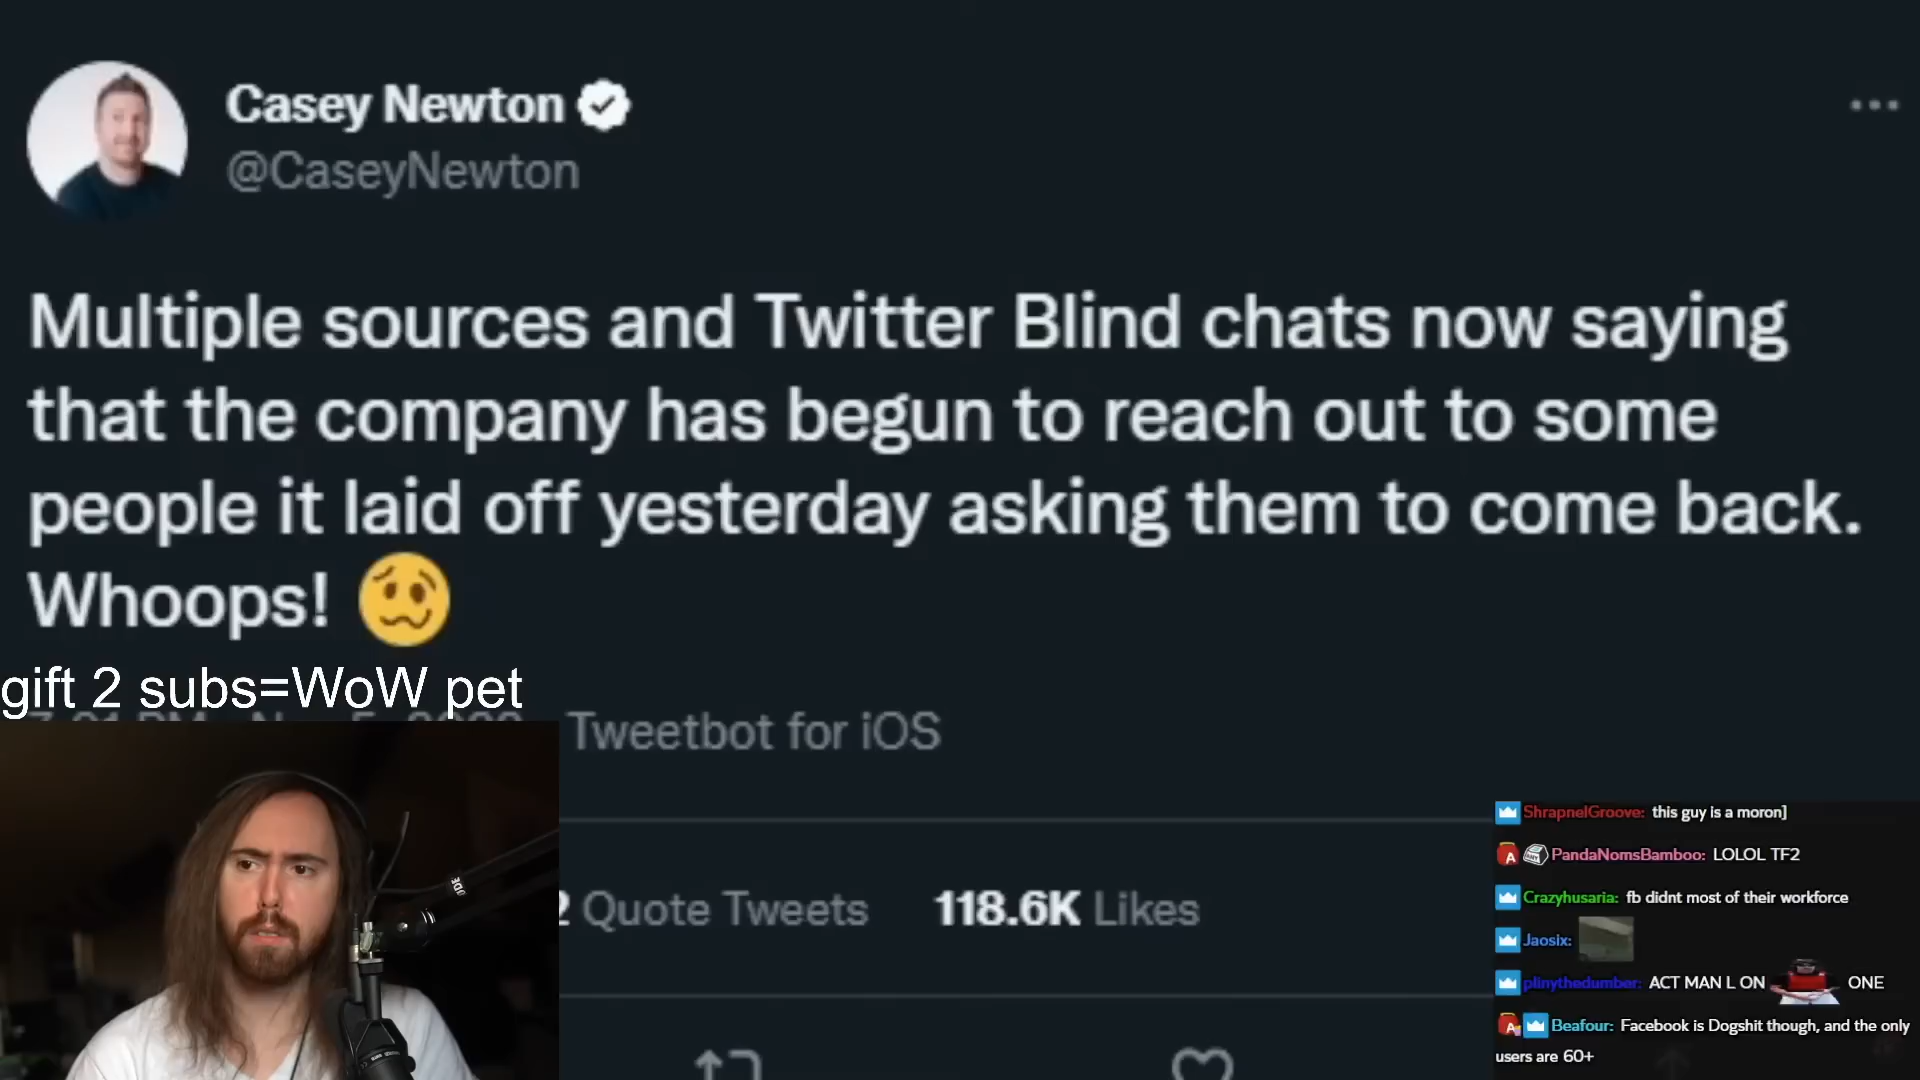 Casey Newton
@CaseyNewton
Multiple sources and Twitter Blind chats now saying
that the company has begun to reach out to some
people it laid off yesterday asking them to come back.
Whoops!
gift 2 subs=WoW pet
Tweetbot for iOS
2 Quote Tweets 118.6K Likes
ShrapnelGroove: this guy is a moron]
PandaNomsBamboo: LOLOL TF2
Crazyhusaria: fb didnt most of their workforce
Jaosix:
plinythedumber: ACT MAN L ON ONE
Beafour: Facebook is Dogshit though, and the only
users are 60+